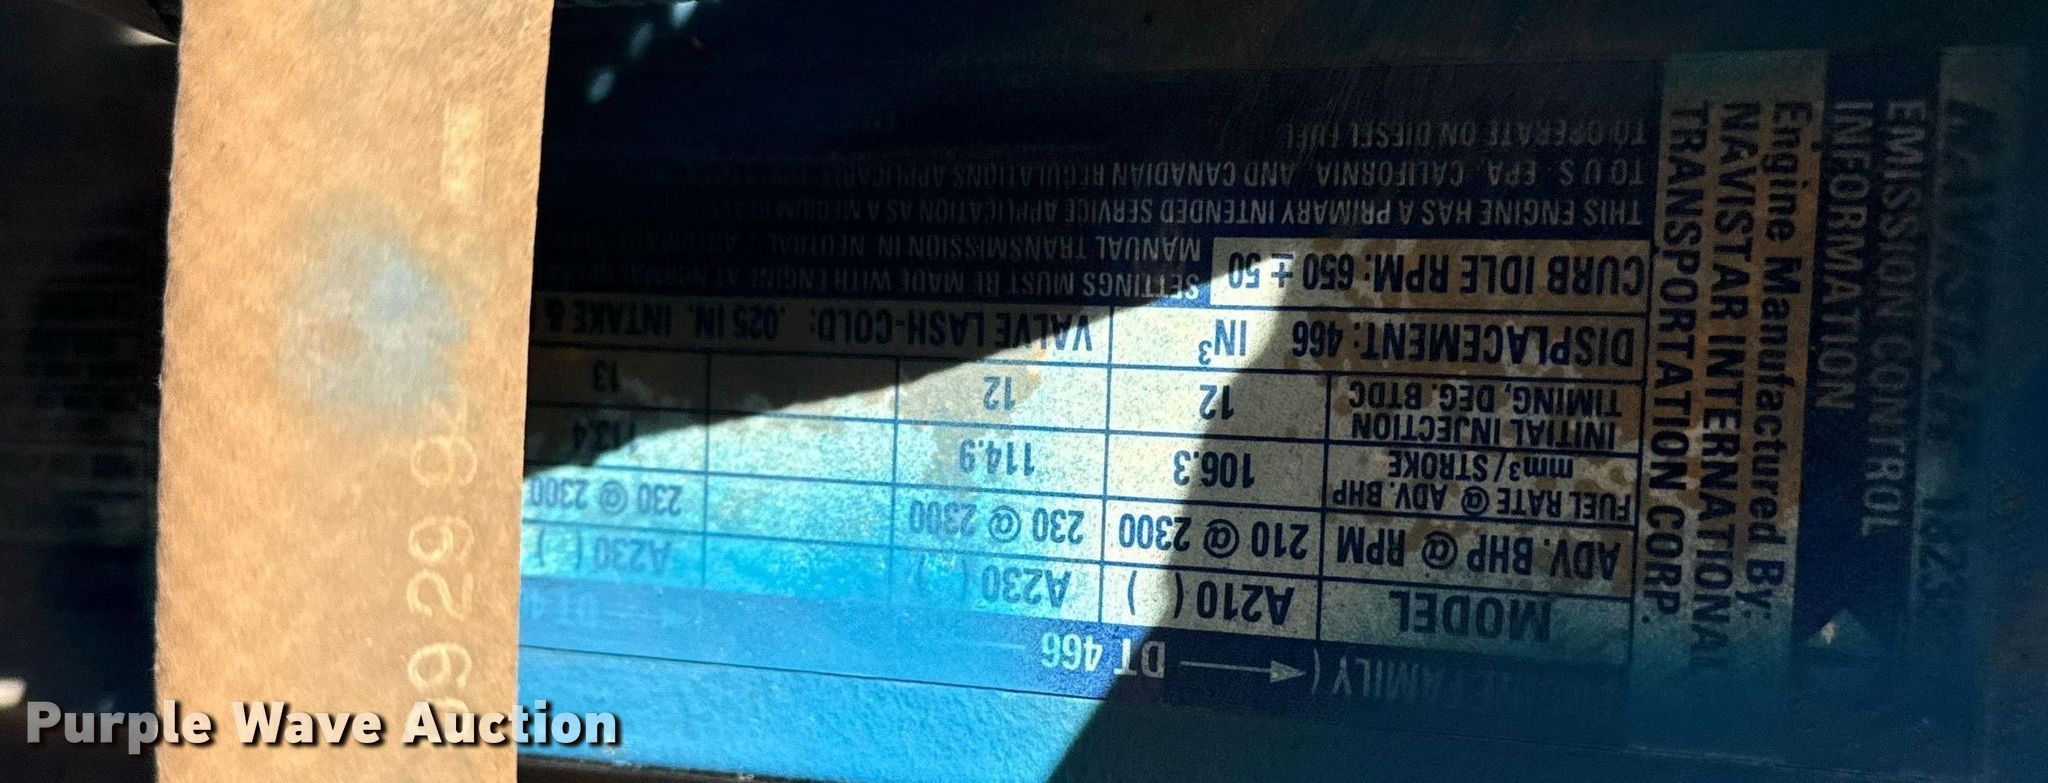 EMISSION CONTROL
INFORMATION
Engine Manufactured By:
NAVISTAR INTERNATIONAL
TRANSPORTATION CORP.
FAMILY ( DT 466
MODEL A210 ( ) A230 ( ) A230 ( )
ADV. BHP @ RPM 210 @ 2300 230 @ 2300 230 @ 2300
FUEL RATE @ ADV. BHP
mm³/STROKE 106.3 114.9 113.4
INITIAL INJECTION
TIMING, DEG. BTDC 12 12 13
DISPLACEMENT: 466 IN³ VALVE LASH-COLD: .025 IN. INTAKE &
CURB IDLE RPM: 650 ± 50
SETTINGS MUST BE MADE WITH ENGINE AT NORMAL
MANUAL TRANSMISSION IN NEUTRAL
THIS ENGINE HAS A PRIMARY INTENDED SERVICE APPLICATION AS A MEDIUM
TO U.S. EPA, CALIFORNIA, AND CANADIAN REGULATIONS APPLICABLE
TO OPERATE ON DIESEL FUEL
Purple Wave Auction